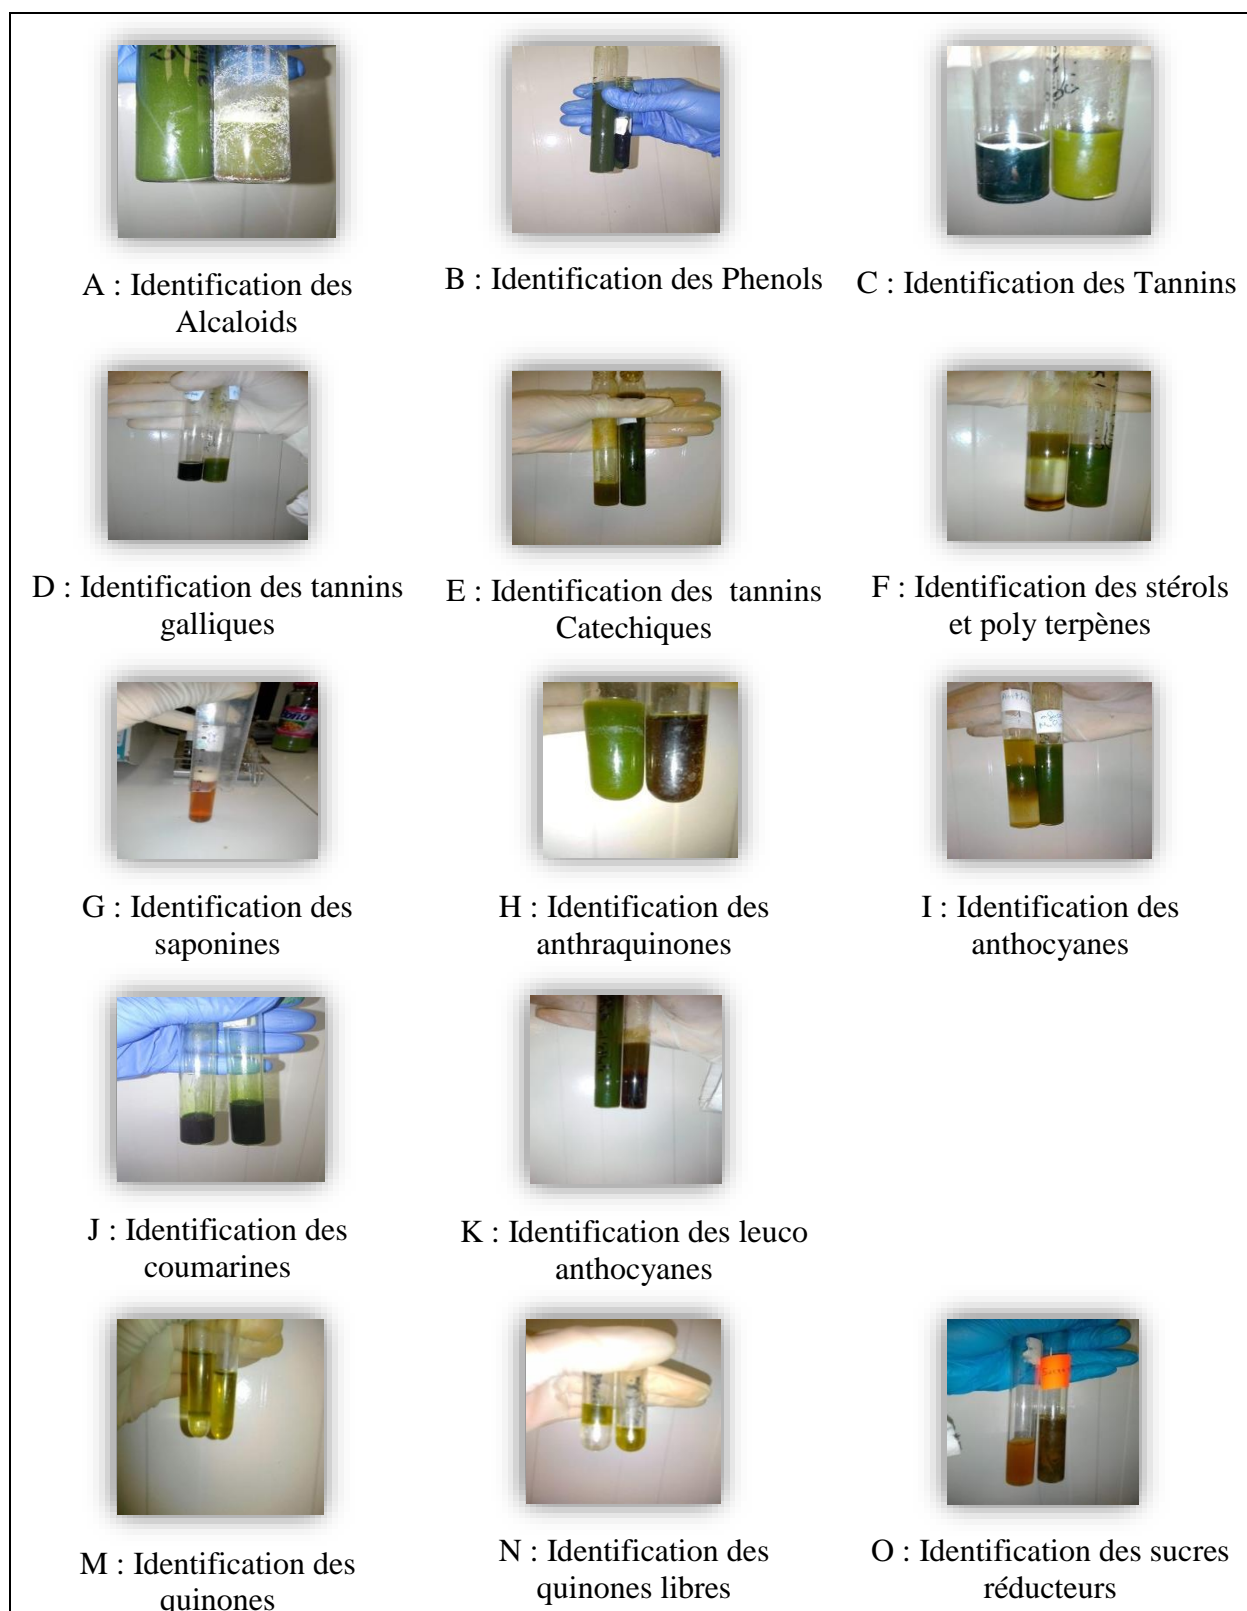 A : Identification des
Alcaloids
B : Identification des Phenols
C : Identification des Tannins
D : Identification des tannins
galliques
E : Identification des tannins
Catechiques
F : Identification des stérols
et poly terpènes
G : Identification des
saponines
H : Identification des
anthraquinones
I : Identification des
anthocyanes
J : Identification des
coumarines
K : Identification des leuco
anthocyanes
M : Identification des
quinones
N : Identification des
quinones libres
O : Identification des sucres
réducteurs